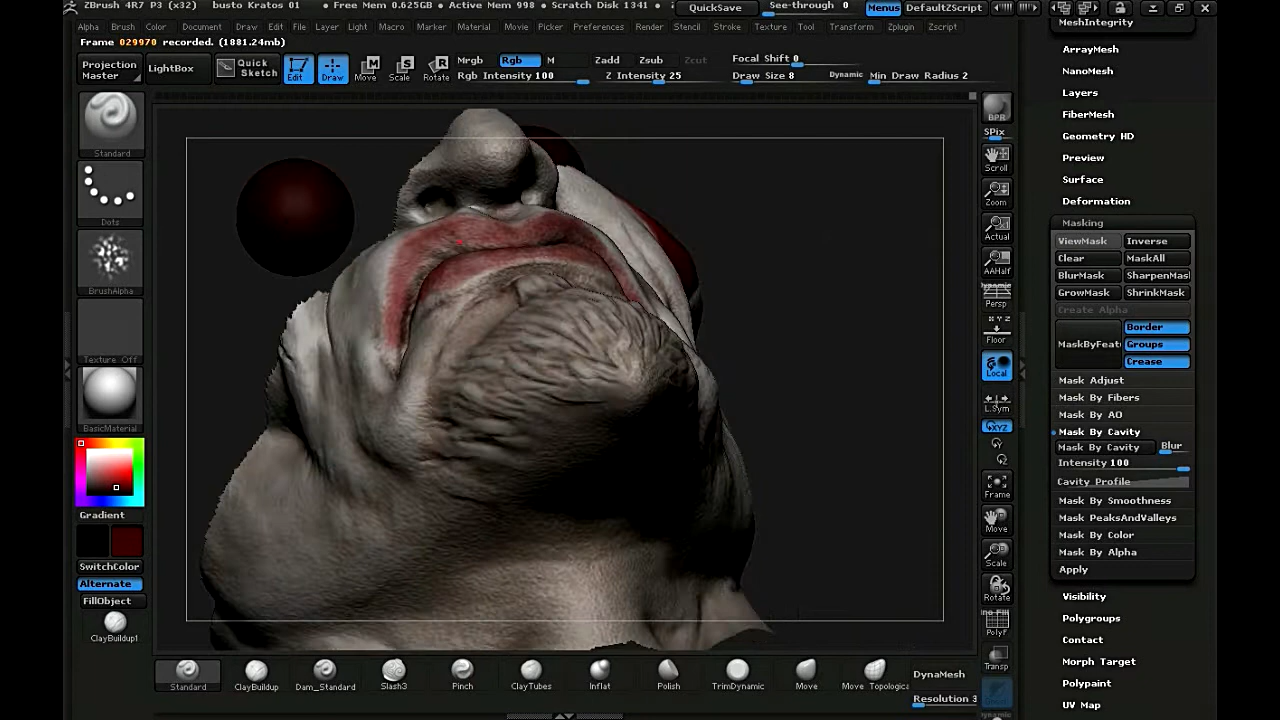 ZBrush 4R7 P3 (x32) busto Kratos 01 • Free Mem 0.625GB • Active Mem 998 • Scratch Disk 1341 • QuickSave See-through 0 Menus DefaultZScript
Alpha Brush Color Document Draw Edit File Layer Light Macro Marker Material Movie Picker Preferences Render Stencil Stroke Texture Tool Transform Zplugin Zscript
Frame 029970 recorded. (1881.24mb)
Projection Master
LightBox
Quick Sketch
Edit
Draw
Move
Scale
Rotate
Mrgb Rgb M Zadd Zsub Zcut Focal Shift 0
Rgb Intensity 100 Z Intensity 25 Draw Size 8 Dynamic Min Draw Radius 2
Standard
Dots
BrushAlpha
Texture Off
BasicMaterial
Gradient
SwitchColor
Alternate
FillObject
ClayBuildup1
BPR
SPix
Scroll
Zoom
Actual
AAHalf
Dynamic
Persp
X Y Z
Floor
Local
L.Sym
XYZ
Frame
Move
Scale
Rotate
PolyF
Transp
Dynamic
MeshIntegrity
ArrayMesh
NanoMesh
Layers
FiberMesh
Geometry HD
Preview
Surface
Deformation
Masking
ViewMask Inverse
Clear MaskAll
BlurMask SharpenMas
GrowMask ShrinkMask
Create Alpha
Border
MaskByFeat Groups
Crease
Mask Adjust
Mask By Fibers
Mask By AO
Mask By Cavity
Mask By Cavity Blur
Intensity 100
Cavity Profile
Mask By Smoothness
Mask PeaksAndValleys
Mask By Color
Mask By Alpha
Apply
Visibility
Polygroups
Contact
Morph Target
Polypaint
UV Map
Standard ClayBuildup Dam_Standard Slash3 Pinch ClayTubes Inflat Polish TrimDynamic Move Move Topologica
DynaMesh
Resolution 3